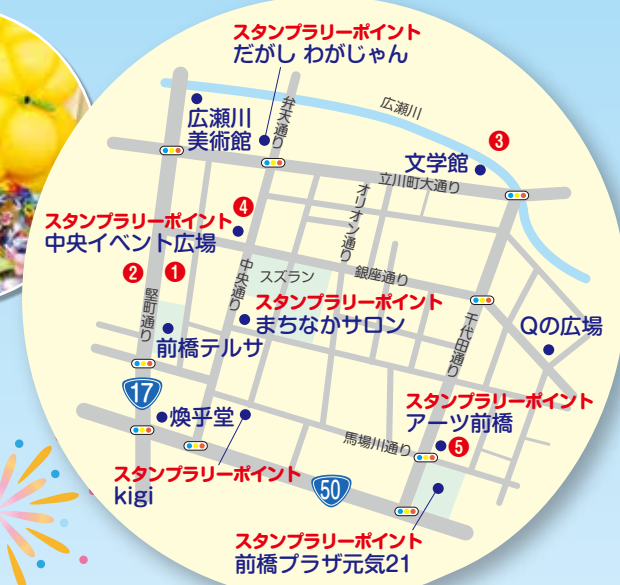 スタンプラリーポイント
だがし わがじゃん
広瀬川
美術館
弁天通り
広瀬川
❸
文学館
立川町大通り
オリオン通り
スタンプラリーポイント
❹
中央イベント広場
❷
❶
竪町通り
中央通り
スズラン
銀座通り
スタンプラリーポイント
まちなかサロン
前橋テルサ
千代田通り
Qの広場
17
煥乎堂
スタンプラリーポイント
アーツ前橋
❺
馬場川通り
スタンプラリーポイント
kigi
50
スタンプラリーポイント
前橋プラザ元気21